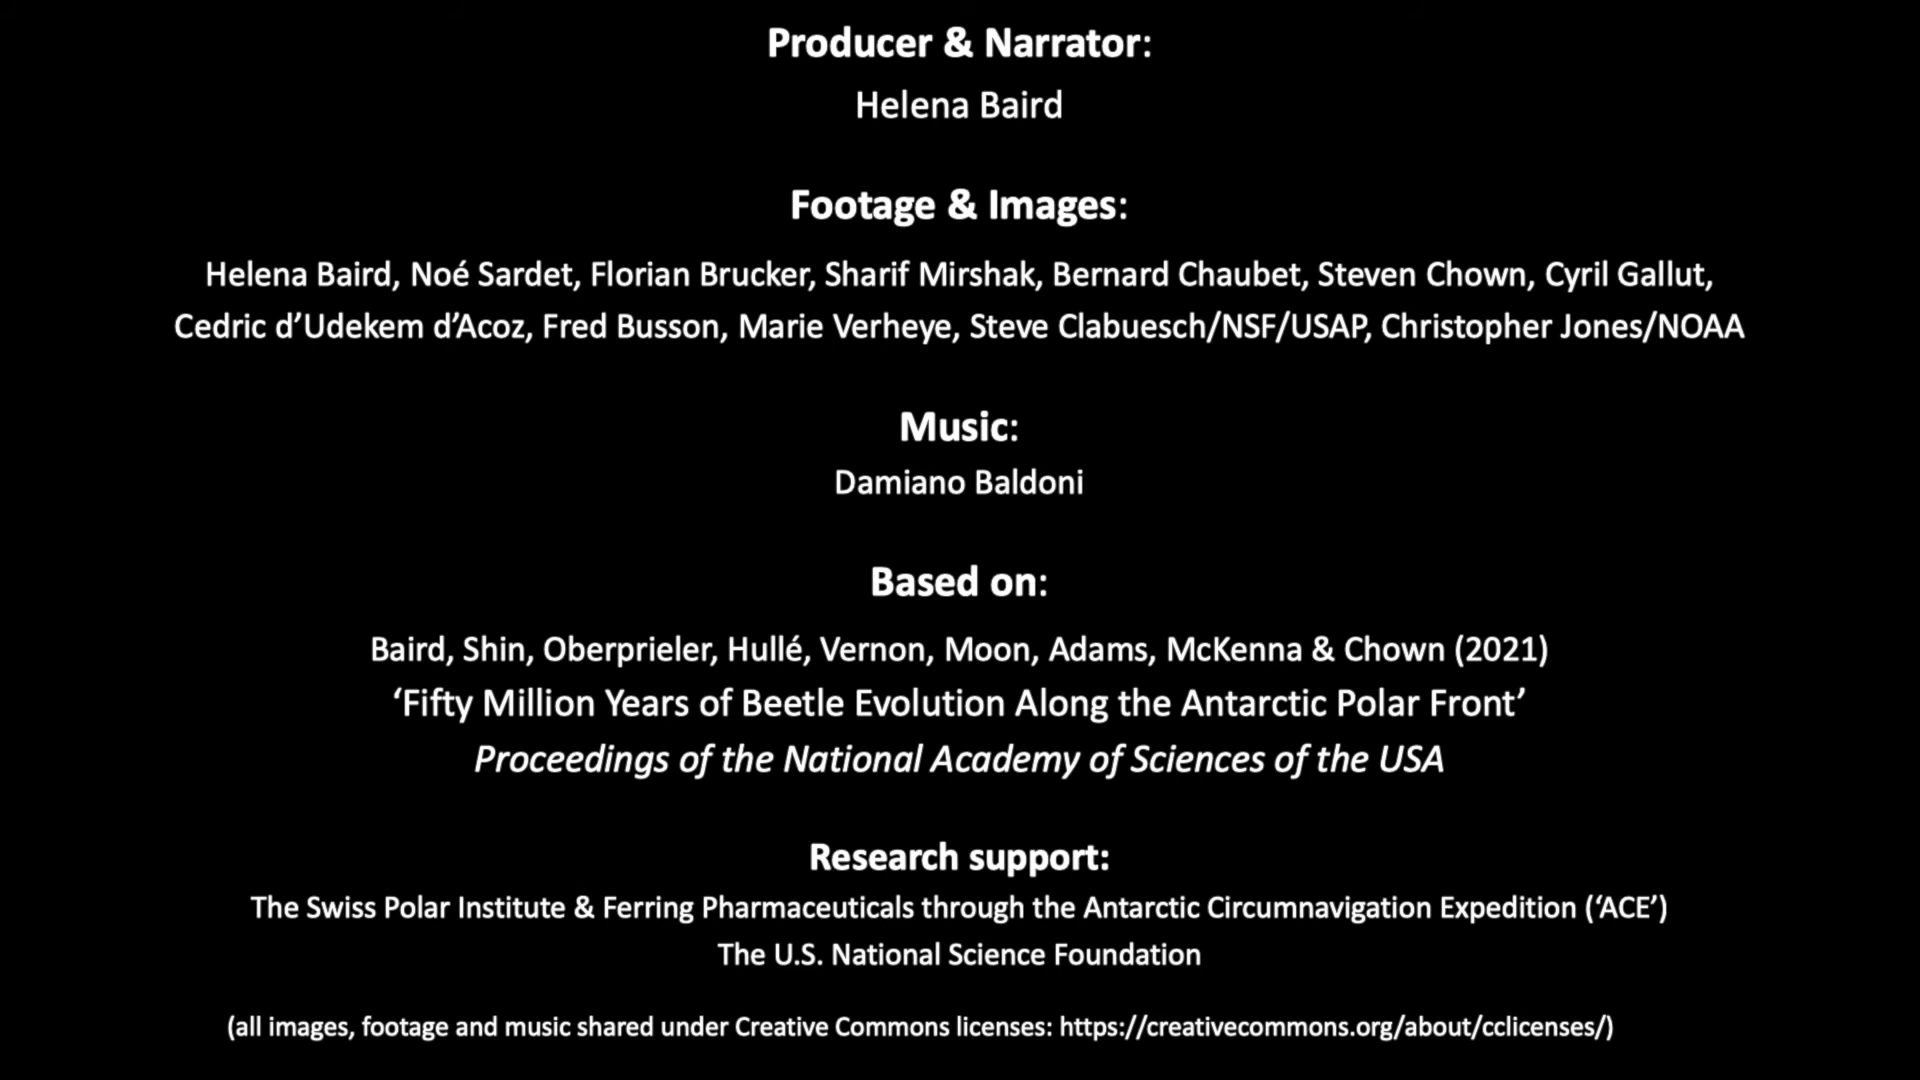 Producer & Narrator:
Helena Baird
Footage & Images:
Helena Baird, Noé Sardet, Florian Brucker, Sharif Mirshak, Bernard Chaubet, Steven Chown, Cyril Gallut,
Cedric d’Udekem d’Acoz, Fred Busson, Marie Verheye, Steve Clabuesch/NSF/USAP, Christopher Jones/NOAA
Music:
Damiano Baldoni
Based on:
Baird, Shin, Oberprieler, Hullé, Vernon, Moon, Adams, McKenna & Chown (2021)
‘Fifty Million Years of Beetle Evolution Along the Antarctic Polar Front’
Proceedings of the National Academy of Sciences of the USA
Research support:
The Swiss Polar Institute & Ferring Pharmaceuticals through the Antarctic Circumnavigation Expedition (‘ACE’)
The U.S. National Science Foundation
(all images, footage and music shared under Creative Commons licenses: https://creativecommons.org/about/cclicenses/)